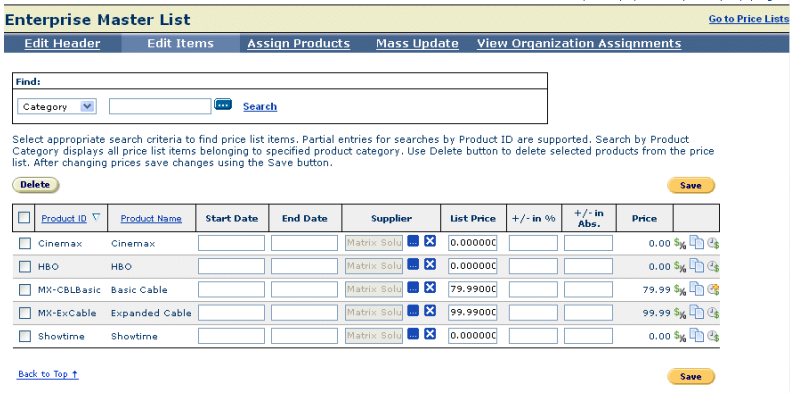 Enterprise Master List
Go to Price Lists
Edit Header Edit Items Assign Products Mass Update View Organization Assignments
Find:
Category Search
Select appropriate search criteria to find price list items. Partial entries for searches by Product ID are supported. Search by Product
Category displays all price list items belonging to specified product category. Use Delete button to delete selected products from the price
list. After changing prices save changes using the Save button.
Delete Save
Product ID Product Name Start Date End Date Supplier List Price +/- in % +/- in Abs. Price
Cinemax Cinemax Matrix Solu 0.00000C 0.00
HBO HBO Matrix Solu 0.00000C 0.00
MX-CBLBasic Basic Cable Matrix Solu 79.9900C 79.99
MX-ExCable Expanded Cable Matrix Solu 99.9900C 99.99
Showtime Showtime Matrix Solu 0.00000C 0.00
Back to Top ↑ Save